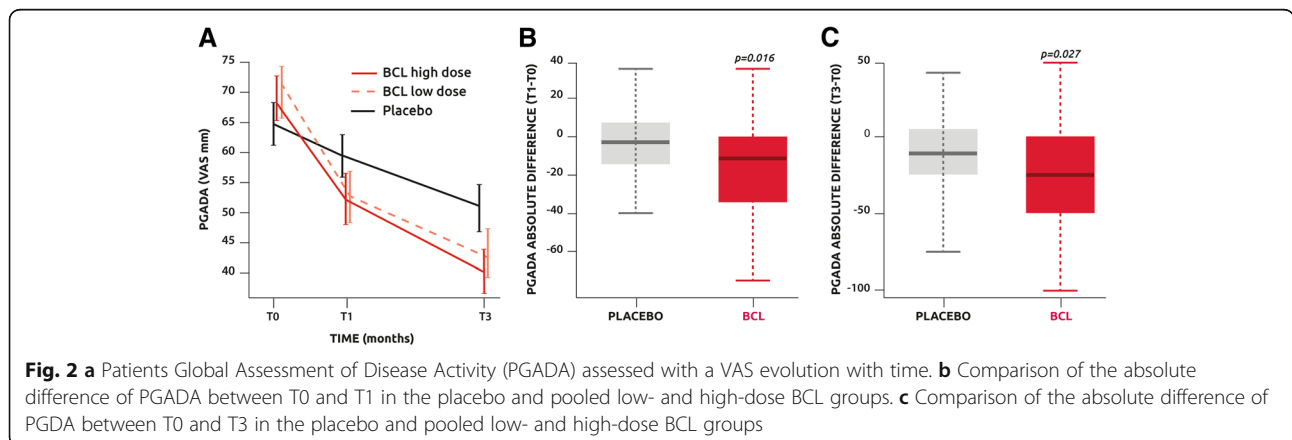 A
75
70
65
60
55
50
45
40
PGADA (VAS mm)
BCL high dose
BCL low dose
Placebo
T0 T1 T3
TIME (months)
B
p=0.016
40
20
0
-20
-40
-60
PGADA ABSOLUTE DIFFERENCE (T1-T0)
PLACEBO BCL
C
p=0.027
50
0
-50
-100
PGADA ABSOLUTE DIFFERENCE (T3-T0)
PLACEBO BCL
Fig. 2 a Patients Global Assessment of Disease Activity (PGADA) assessed with a VAS evolution with time. b Comparison of the absolute
difference of PGADA between T0 and T1 in the placebo and pooled low- and high-dose BCL groups. c Comparison of the absolute difference of
PGDA between T0 and T3 in the placebo and pooled low- and high-dose BCL groups